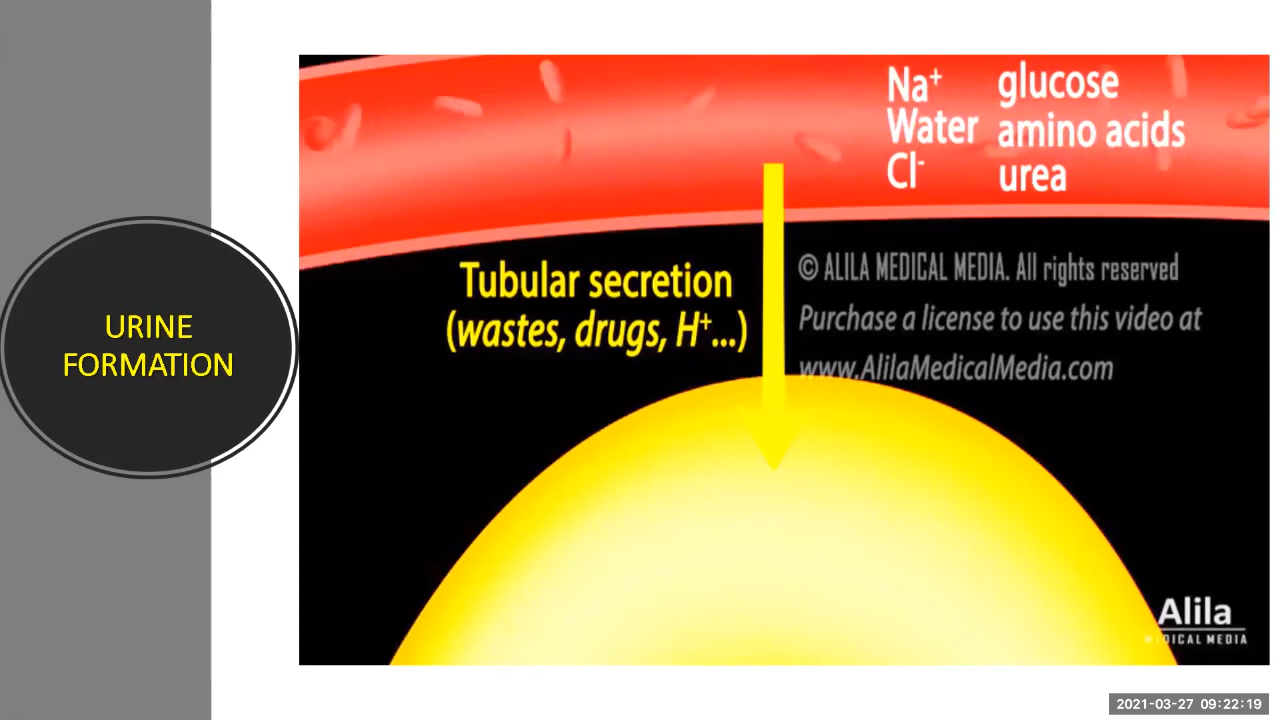 URINE
FORMATION
Na⁺ glucose
Water amino acids
Cl⁻ urea
Tubular secretion
(wastes, drugs, H⁺...)
© ALILA MEDICAL MEDIA. All rights reserved
Purchase a license to use this video at
www.AlilaMedicalMedia.com
Alila
MEDICAL MEDIA
2021-03-27 09:22:19